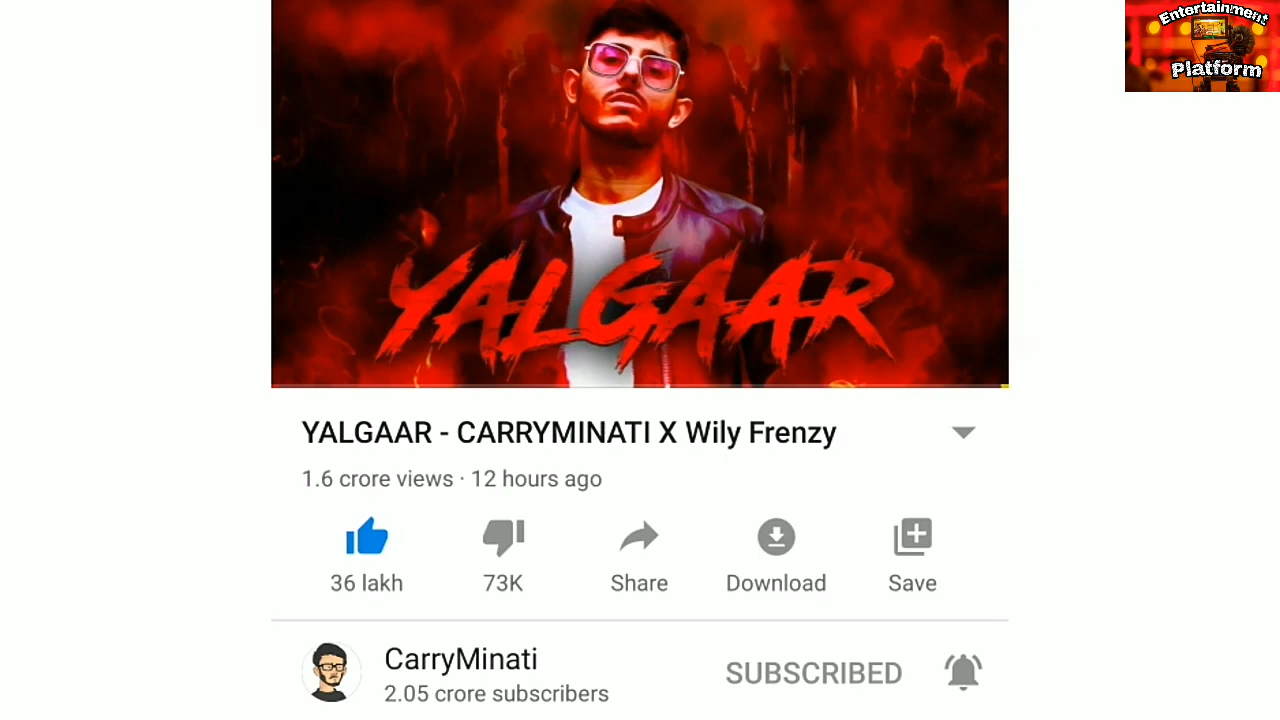 Entertainment
Platform
YALGAAR
YALGAAR - CARRYMINATI X Wily Frenzy
1.6 crore views · 12 hours ago
36 lakh
73K
Share
Download
Save
CarryMinati
2.05 crore subscribers
SUBSCRIBED